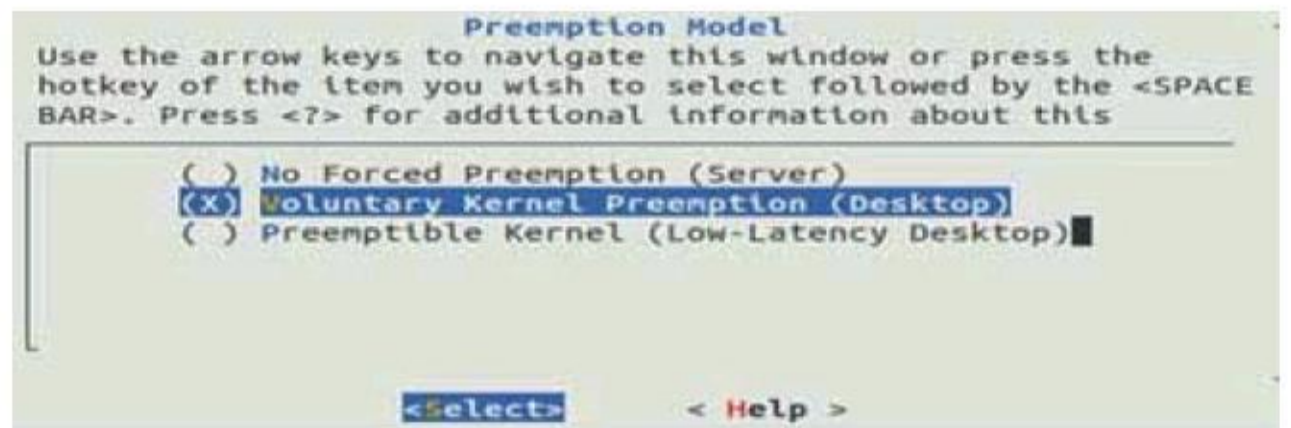 Preemption Model
Use the arrow keys to navigate this window or press the
hotkey of the item you wish to select followed by the <SPACE
BAR>. Press <?> for additional information about this
( ) No Forced Preemption (Server)
(X) Voluntary Kernel Preemption (Desktop)
( ) Preemptible Kernel (Low-Latency Desktop)
<Select> < Help >